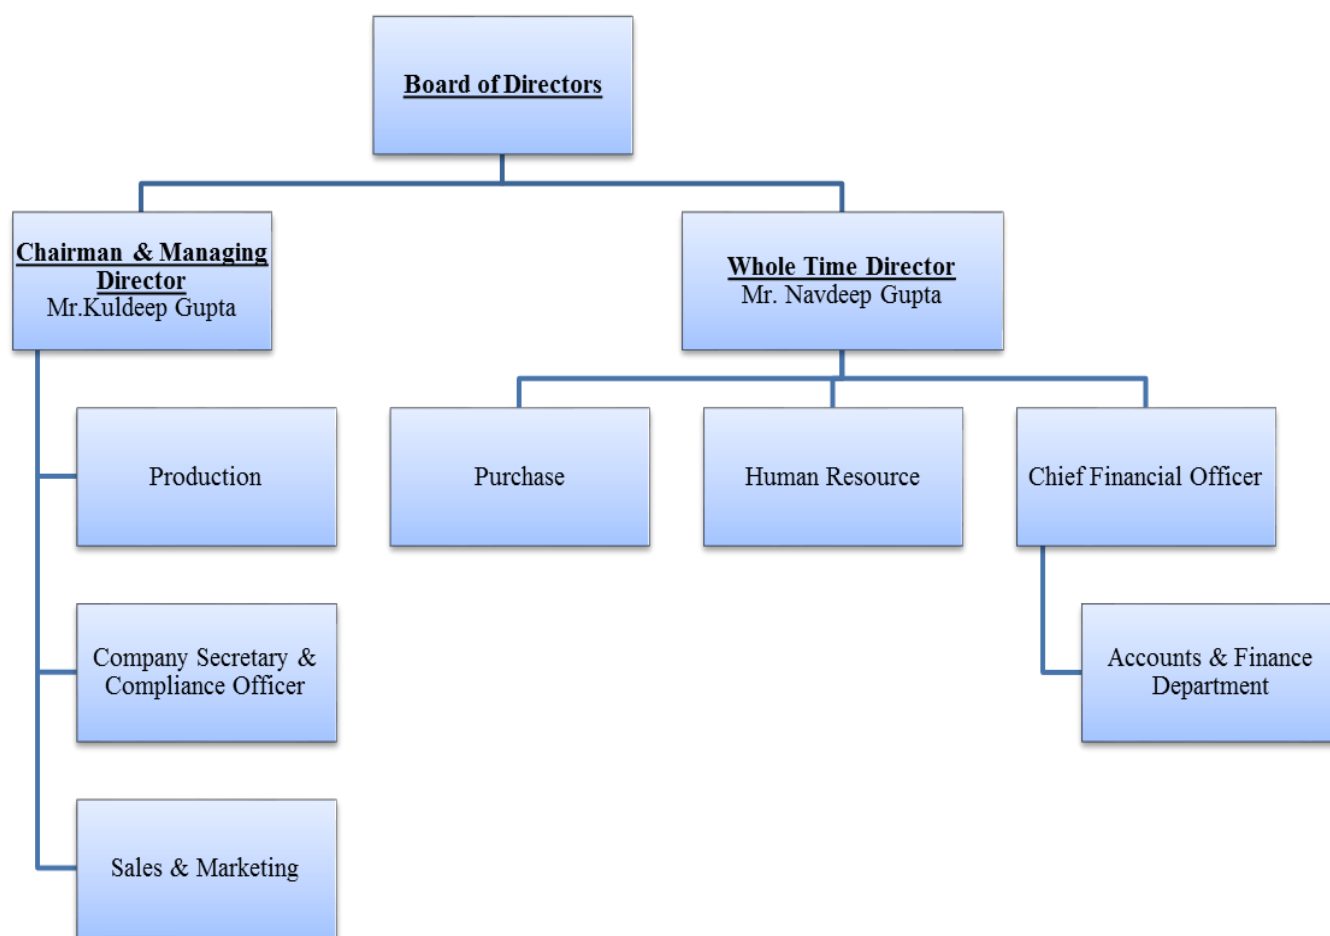 Board of Directors
Chairman & Managing
Director
Mr.Kuldeep Gupta
Whole Time Director
Mr. Navdeep Gupta
Production
Purchase
Human Resource
Chief Financial Officer
Company Secretary &
Compliance Officer
Accounts & Finance
Department
Sales & Marketing